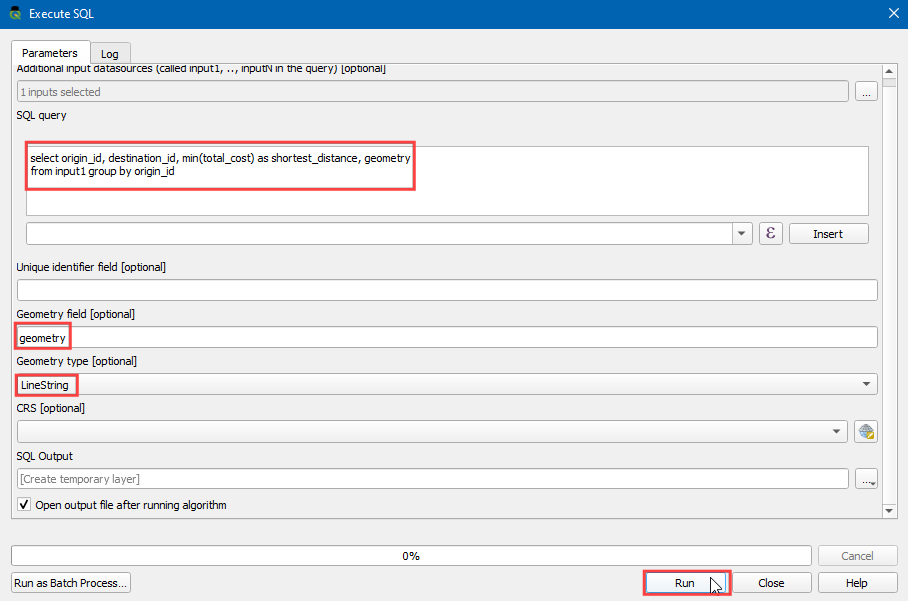 Execute SQL
Parameters
Log
Additional input datasources (called input1, .., inputN in the query) [optional]
1 inputs selected
...
SQL query
select origin_id, destination_id, min(total_cost) as shortest_distance, geometry
from input1 group by origin_id
ε
Insert
Unique identifier field [optional]
Geometry field [optional]
geometry
Geometry type [optional]
LineString
CRS [optional]
SQL Output
[Create temporary layer]
...
Open output file after running algorithm
0%
Cancel
Run as Batch Process...
Run
Close
Help